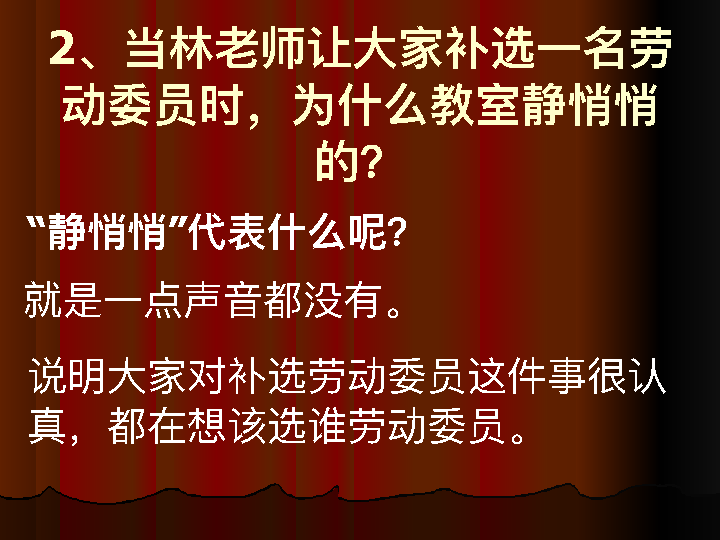 2、当林老师让大家补选一名劳
动委员时，为什么教室静悄悄
的?
“静悄悄”代表什么呢?
就是一点声音都没有。
说明大家对补选劳动委员这件事很认
真，都在想该选谁劳动委员。